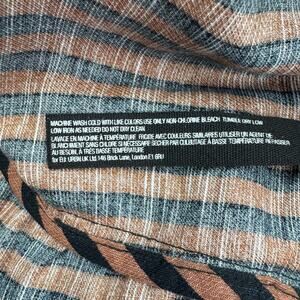 MACHINE WASH COLD WITH LIKE COLORS USE ONLY NON-CHLORINE BLEACH TUMBLE DRY LOW
LOW IRON AS NEEDED DO NOT DRY CLEAN
LAVAGE EN MACHINE À TEMPÉRATURE FROIDE AVEC COULEURS SIMILAIRES UTILISER UN AGENT DE
BLANCHIMENT SANS CHLORE SI NÉCESSAIRE SÉCHER PAR CULBUTAGE À BASSE TEMPÉRATURE REPASSER
AU BESOIN, À TRÈS BASSE TEMPÉRATURE
for EU: URBN UK Ltd. 146 Brick Lane, London, E1 6RU